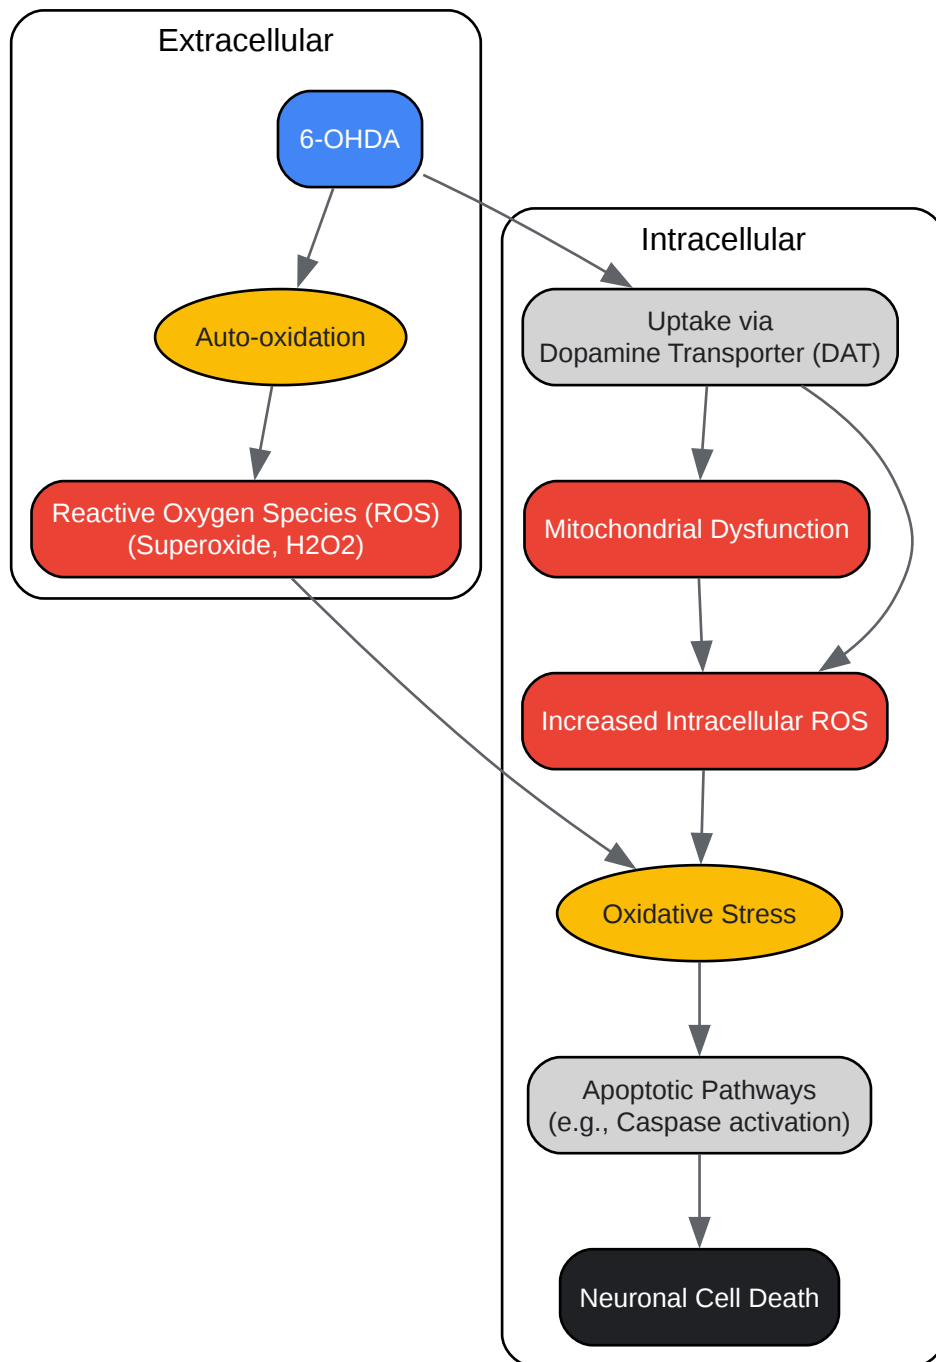 Extracellular
6-OHDA
Auto-oxidation
Reactive Oxygen Species (ROS)
(Superoxide, H2O2)
Intracellular
Uptake via
Dopamine Transporter (DAT)
Mitochondrial Dysfunction
Increased Intracellular ROS
Oxidative Stress
Apoptotic Pathways
(e.g., Caspase activation)
Neuronal Cell Death